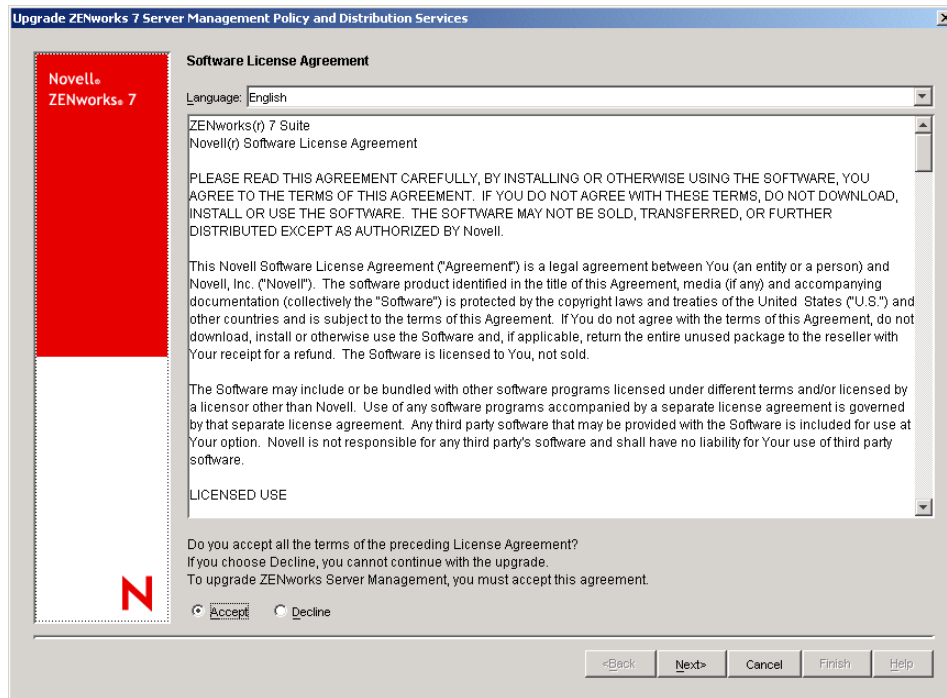 Upgrade ZENworks 7 Server Management Policy and Distribution Services
Novell®
ZENworks® 7
Software License Agreement
Language: English
ZENworks(r) 7 Suite
Novell(r) Software License Agreement
PLEASE READ THIS AGREEMENT CAREFULLY, BY INSTALLING OR OTHERWISE USING THE SOFTWARE, YOU
AGREE TO THE TERMS OF THIS AGREEMENT. IF YOU DO NOT AGREE WITH THESE TERMS, DO NOT DOWNLOAD,
INSTALL OR USE THE SOFTWARE. THE SOFTWARE MAY NOT BE SOLD, TRANSFERRED, OR FURTHER
DISTRIBUTED EXCEPT AS AUTHORIZED BY Novell.
This Novell Software License Agreement ("Agreement") is a legal agreement between You (an entity or a person) and
Novell, Inc. ("Novell"). The software product identified in the title of this Agreement, media (if any) and accompanying
documentation (collectively the "Software") is protected by the copyright laws and treaties of the United States ("U.S.") and
other countries and is subject to the terms of this Agreement. If You do not agree with the terms of this Agreement, do not
download, install or otherwise use the Software and, if applicable, return the entire unused package to the reseller with
Your receipt for a refund. The Software is licensed to You, not sold.
The Software may include or be bundled with other software programs licensed under different terms and/or licensed by
a licensor other than Novell. Use of any software programs accompanied by a separate license agreement is governed
by that separate license agreement. Any third party software that may be provided with the Software is included for use at
Your option. Novell is not responsible for any third party's software and shall have no liability for Your use of third party
software.
LICENSED USE
Do you accept all the terms of the preceding License Agreement?
If you choose Decline, you cannot continue with the upgrade.
To upgrade ZENworks Server Management, you must accept this agreement.
N
Accept Decline
<Back Next> Cancel Finish Help